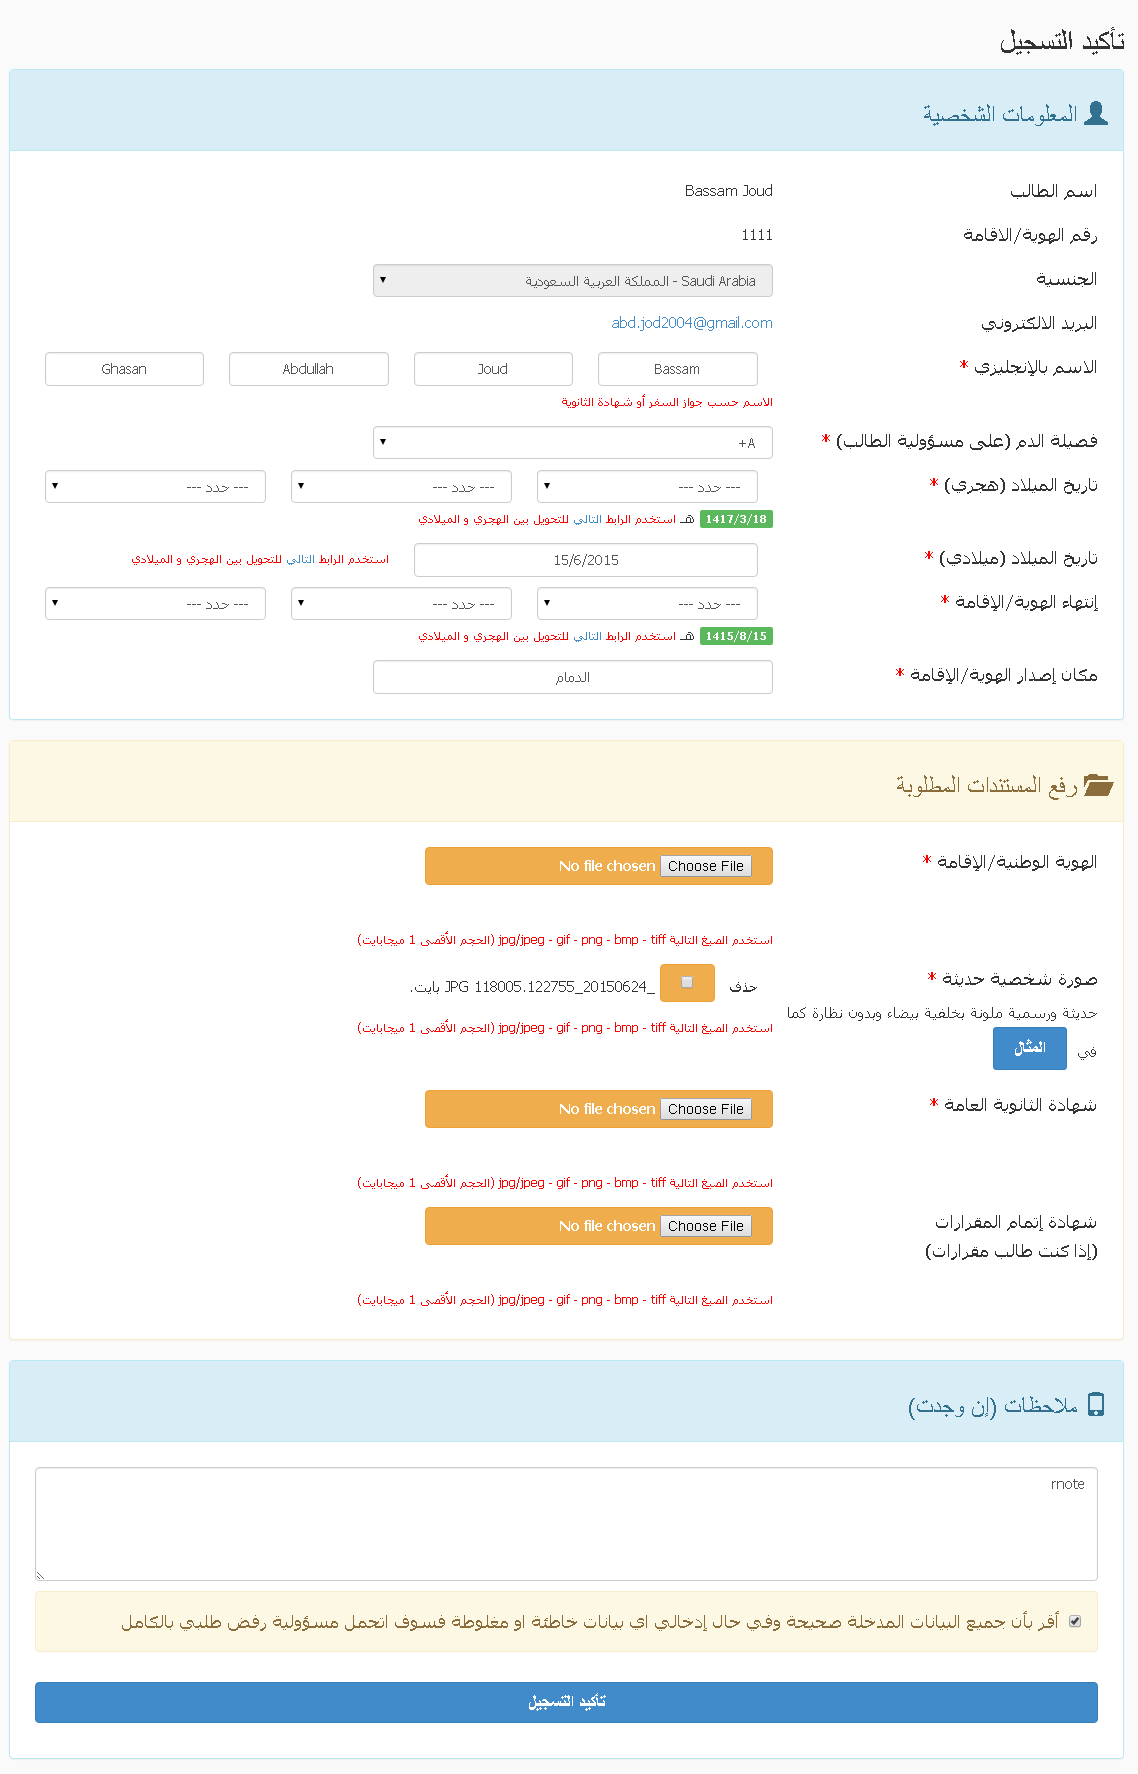 تأكيد التسجيل
المعلومات الشخصية
اسم الطالب Bassam Joud
رقم الهوية/الاقامة 1111
الجنسية Saudi Arabia - المملكة العربية السعودية
البريد الالكتروني abd.jod2004@gmail.com
الاسم بالإنجليزي * Bassam Joud Abdullah Ghasan
الاسم حسب جواز السفر أو شهادة الثانوية
فصيلة الدم (على مسؤولية الطالب) * A+
تاريخ الميلاد (هجري) * --- حدد --- --- حدد --- --- حدد ---
1417/3/18 هـ استخدم الرابط التالي للتحويل بين الهجري و الميلادي
تاريخ الميلاد (ميلادي) * 15/6/2015 استخدم الرابط التالي للتحويل بين الهجري و الميلادي
إنتهاء الهوية/الإقامة * --- حدد --- --- حدد --- --- حدد ---
1415/8/15 هـ استخدم الرابط التالي للتحويل بين الهجري و الميلادي
مكان إصدار الهوية/الإقامة * الدمام
رفع المستندات المطلوبة
الهوية الوطنية/الإقامة * Choose File No file chosen
استخدم الصيغ التالية jpg/jpeg - gif - png - bmp - tiff (الحجم الأقصى 1 ميجابايت)
صورة شخصية حديثة * حذف _20150624_122755.JPG 118005 بايت.
حديثة ورسمية ملونة بخلفية بيضاء وبدون نظارة كما
استخدم الصيغ التالية jpg/jpeg - gif - png - bmp - tiff (الحجم الأقصى 1 ميجابايت)
في المثال
شهادة الثانوية العامة * Choose File No file chosen
استخدم الصيغ التالية jpg/jpeg - gif - png - bmp - tiff (الحجم الأقصى 1 ميجابايت)
شهادة إتمام المقرارات Choose File No file chosen
(إذا كنت طالب مقرارات)
استخدم الصيغ التالية jpg/jpeg - gif - png - bmp - tiff (الحجم الأقصى 1 ميجابايت)
ملاحظات (إن وجدت)
rnote
أقر بأن جميع البيانات المدخلة صحيحة وفي حال إدخالي اي بيانات خاطئة او مغلوطة فسوف اتحمل مسؤولية رفض طلبي بالكامل
تأكيد التسجيل